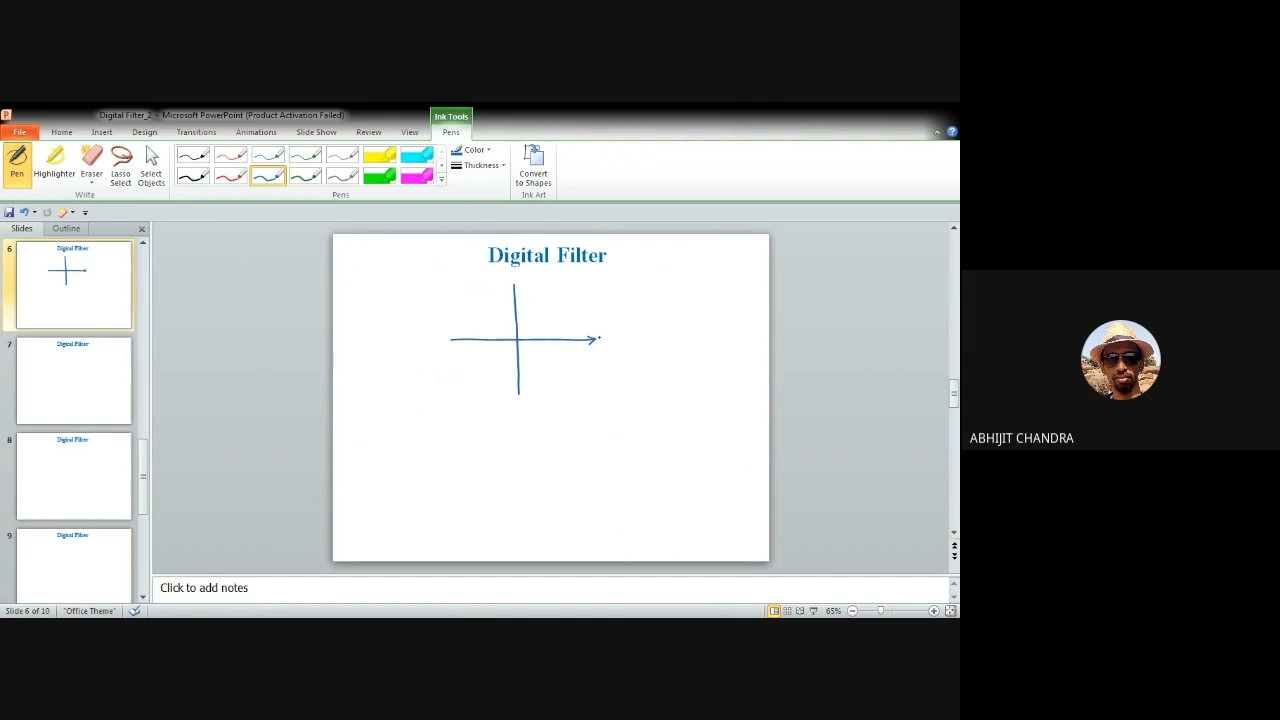 Digital Filter_2 - Microsoft PowerPoint (Product Activation Failed)
Ink Tools
File Home Insert Design Transitions Animations Slide Show Review View Pens
Pen Highlighter Eraser Lasso Select Select Objects
Color
Thickness
Convert to Shapes
Write Pens Ink Art
Slides Outline
6 Digital Filter
7 Digital Filter
8 Digital Filter
9 Digital Filter
Digital Filter
Click to add notes
Slide 6 of 10 "Office Theme" 65%
ABHIJIT CHANDRA